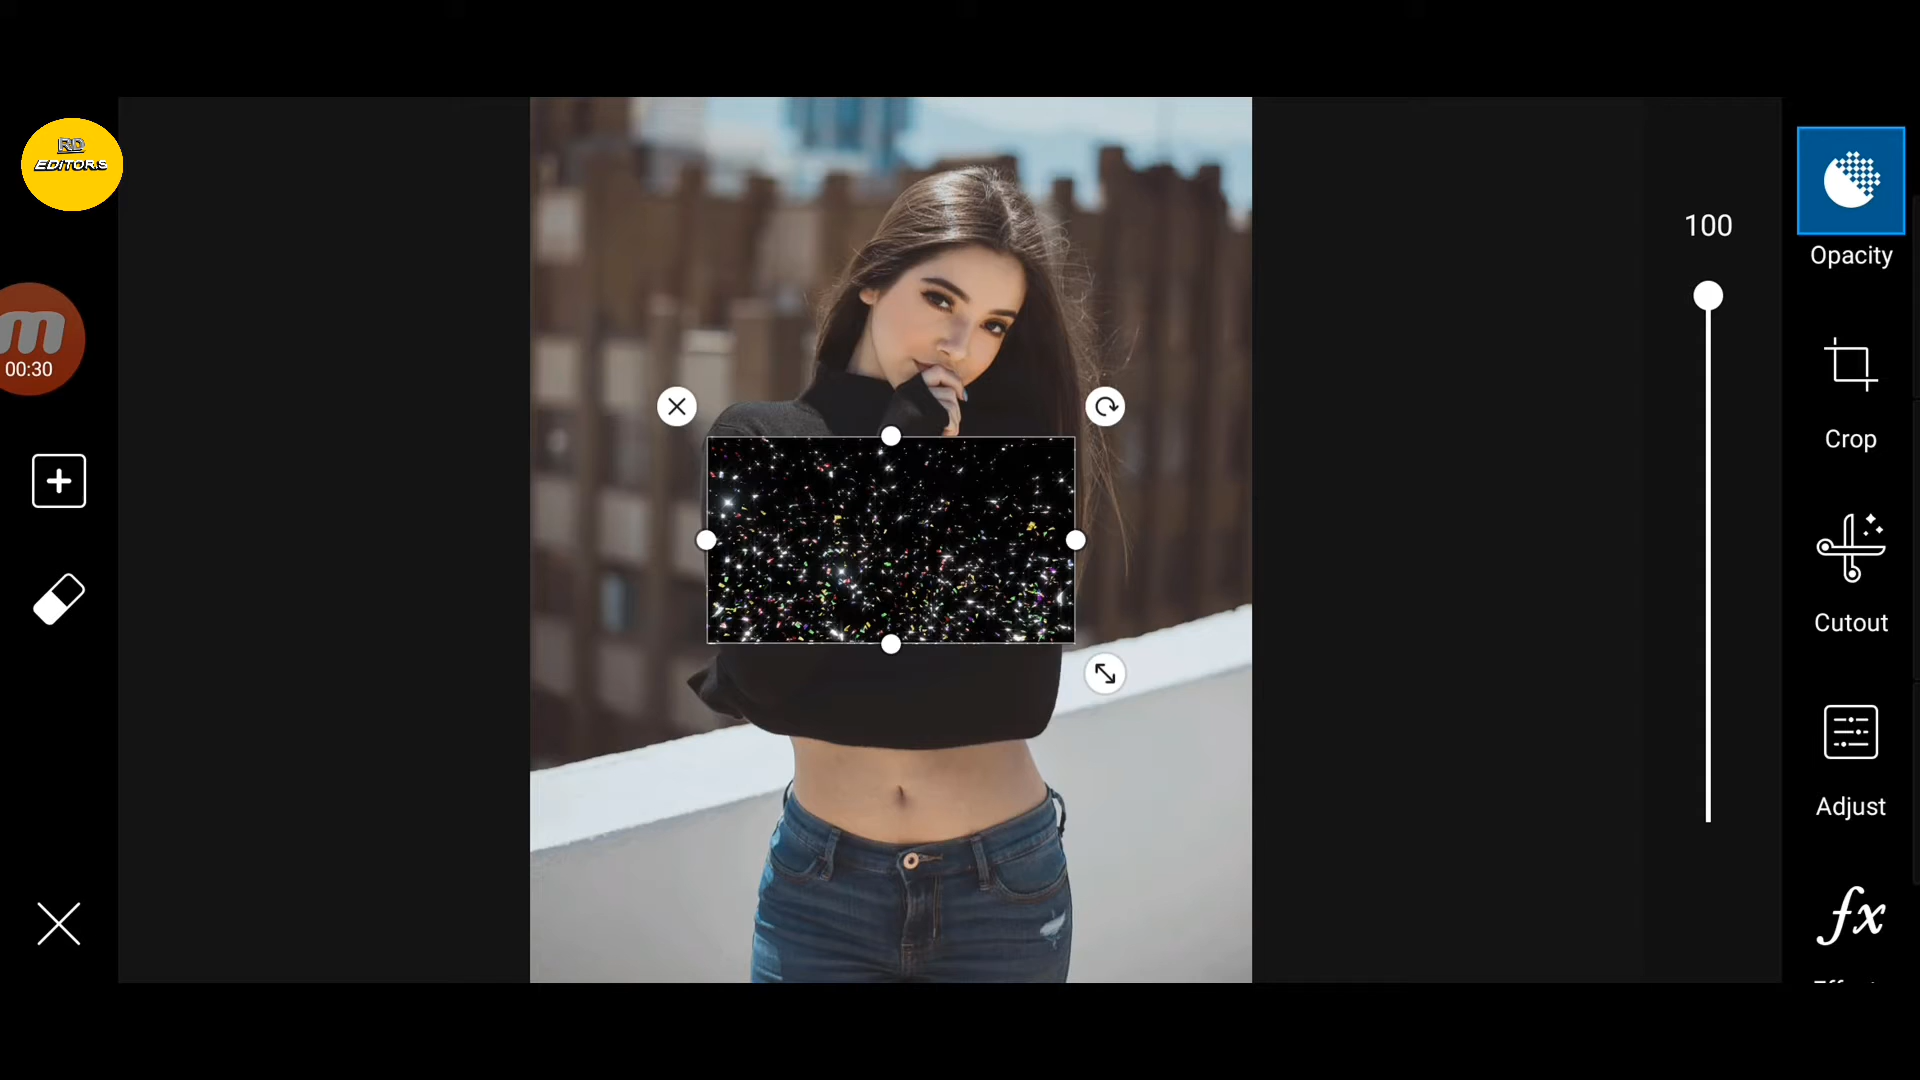 RD
EDITORS
100
Opacity
00:30
Crop
Cutout
Adjust
fx